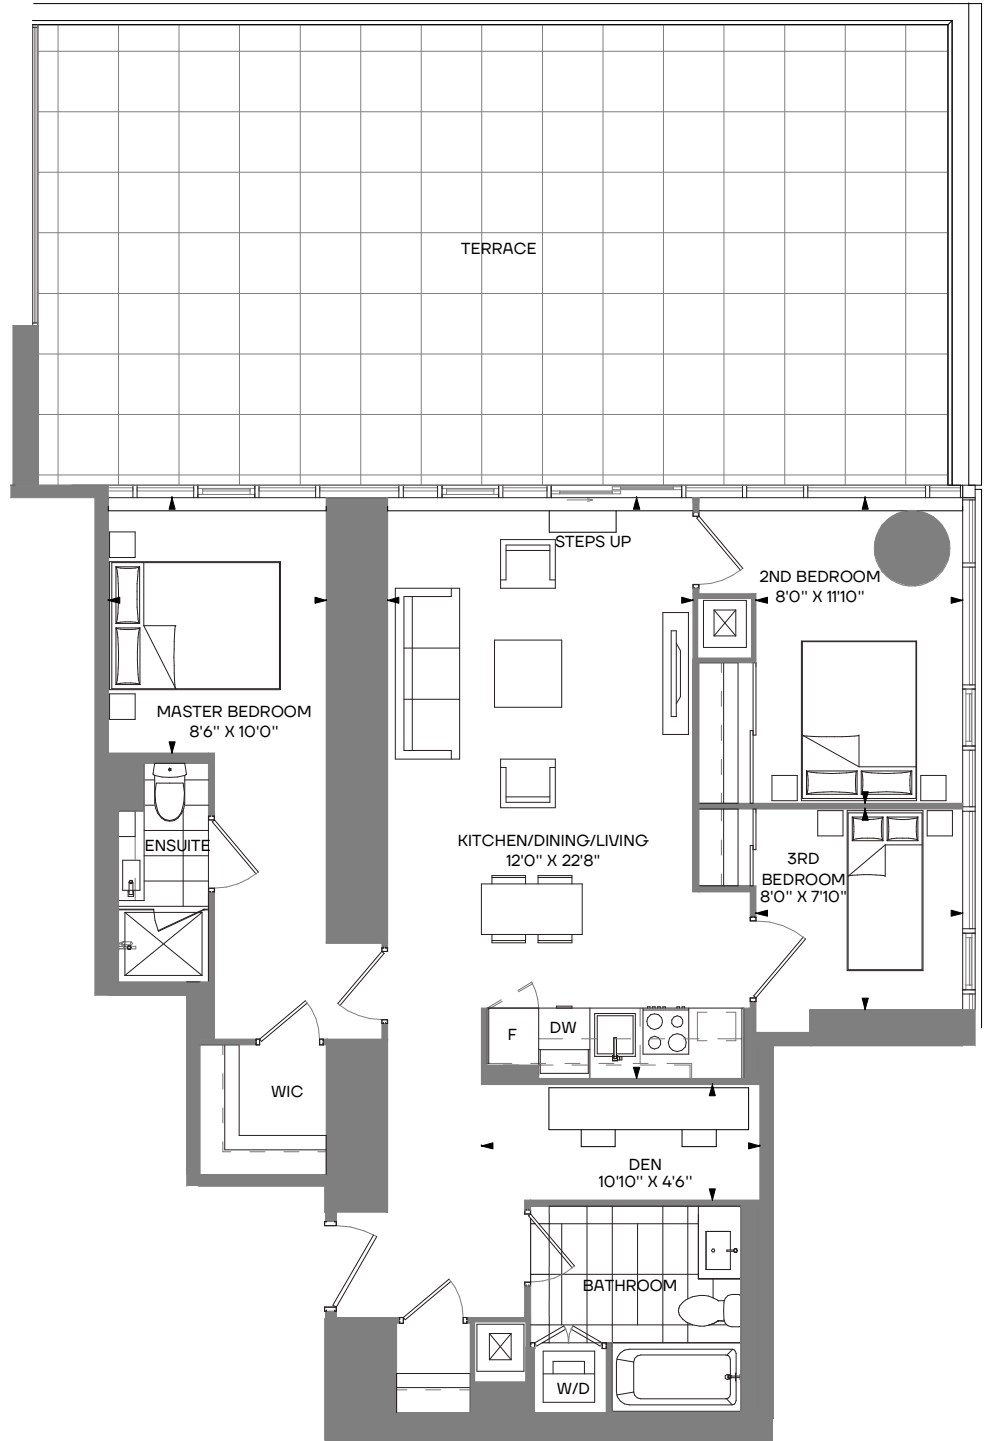 TERRACE
STEPS UP
2ND BEDROOM
8'0" X 11'10"
MASTER BEDROOM
8'6" X 10'0"
ENSUITE
KITCHEN/DINING/LIVING
12'0" X 22'8"
3RD
BEDROOM
8'0" X 7'10"
F
DW
WIC
DEN
10'10" X 4'6"
BATHROOM
W/D